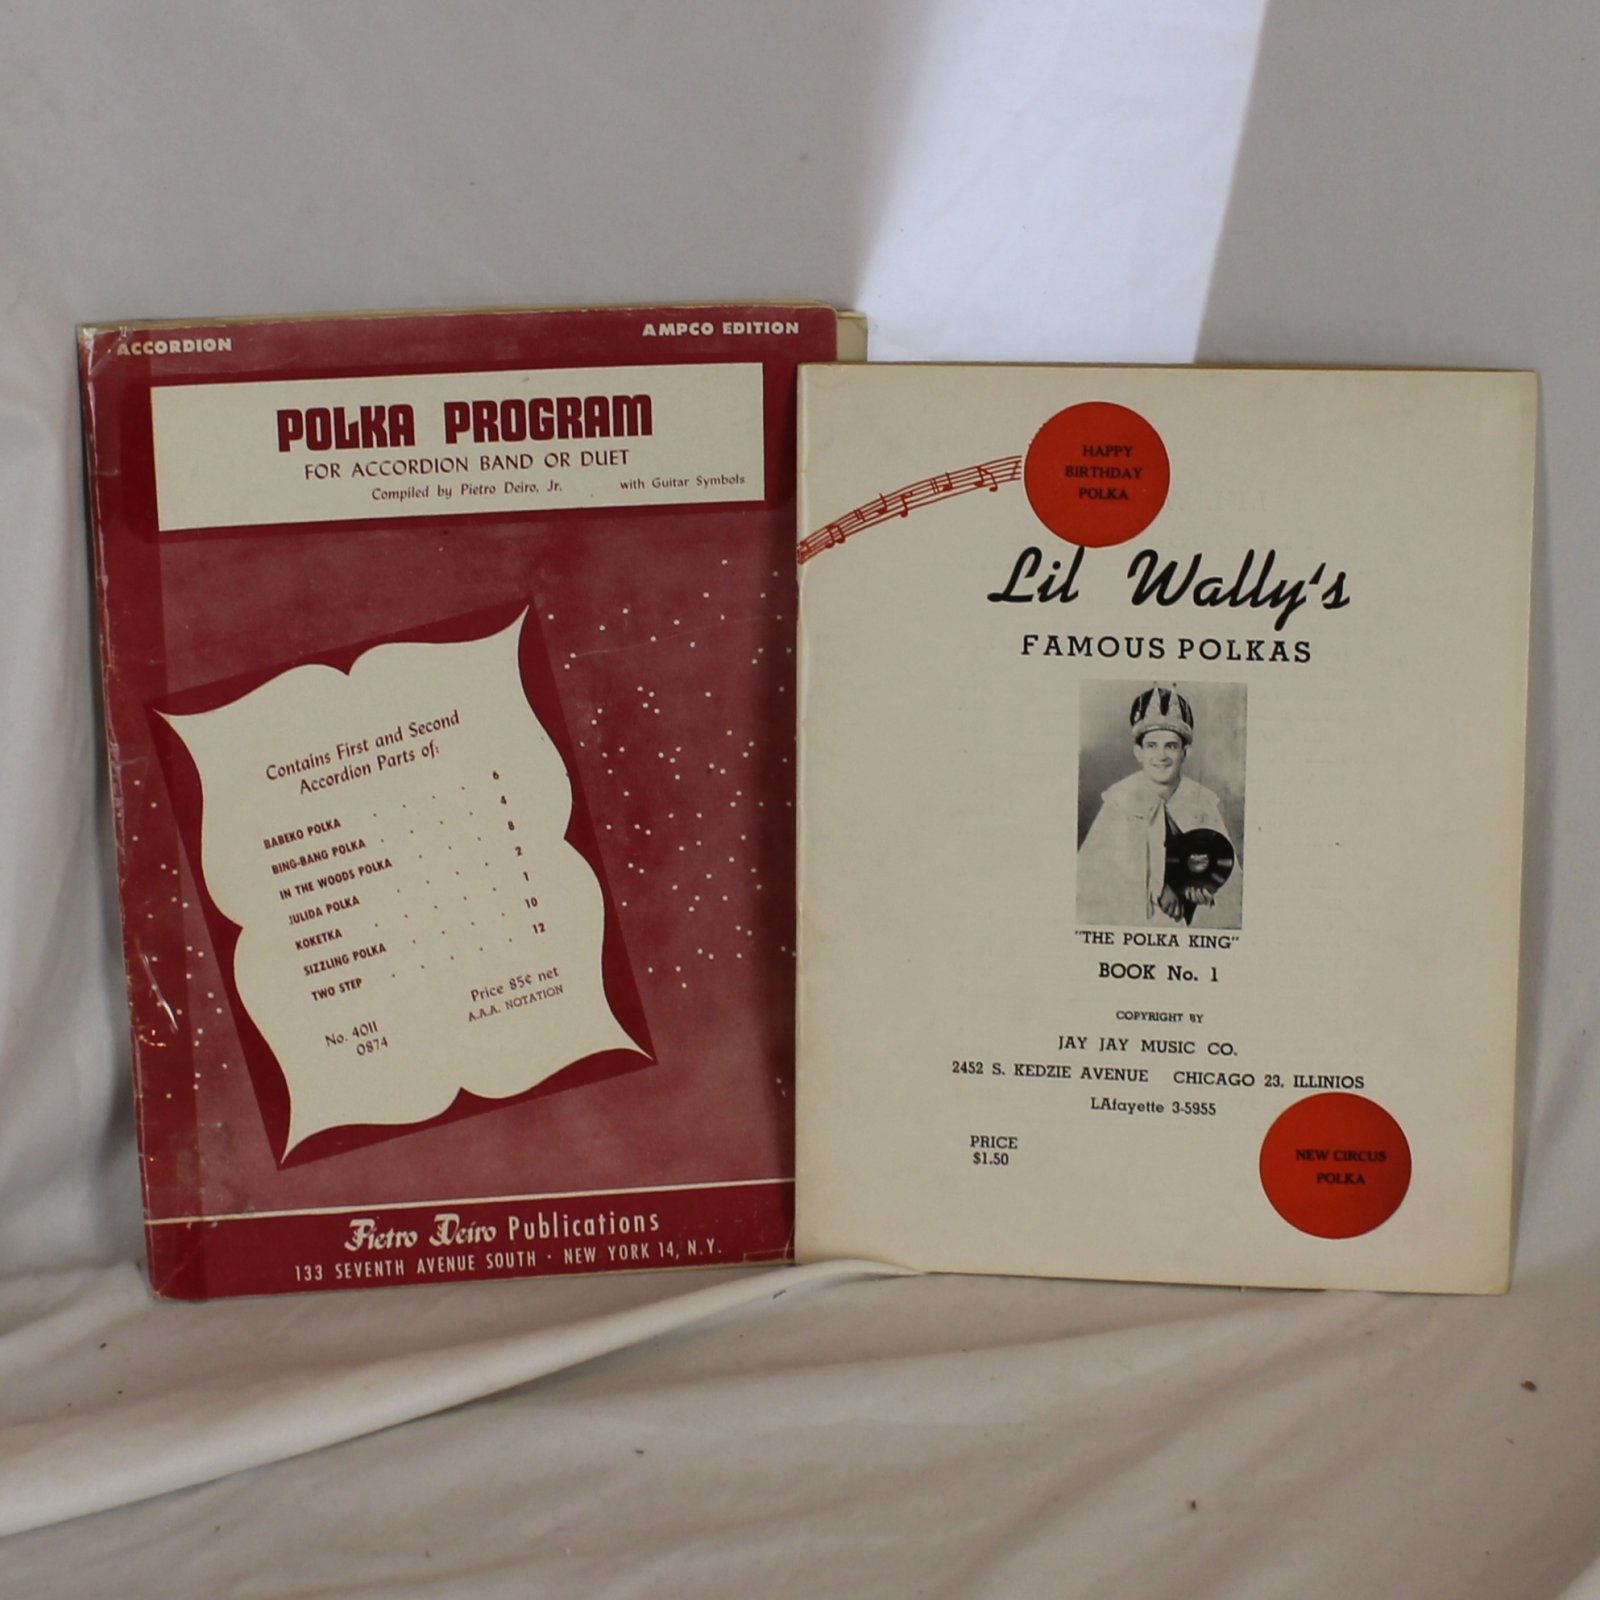 ACCORDION
AMPCO EDITION
POLKA PROGRAM
FOR ACCORDION BAND OR DUET
Compiled by Pietro Deiro, Jr.
with Guitar Symbols
Contains First and Second
Accordion Parts of:
BABEKO POLKA . . . . 6
BING-BANG POLKA . . . . 4
IN THE WOODS POLKA . . . . 8
JULIDA POLKA . . . . 2
KOKETKA . . . . . 1
SIZZLING POLKA . . . . 10
TWO STEP . . . . . 12
No. 4011
0874
Price 85¢ net
A.A.A. NOTATION
Pietro Deiro Publications
133 SEVENTH AVENUE SOUTH · NEW YORK 14, N.Y.
HAPPY
BIRTHDAY
POLKA
Lil Wally's
FAMOUS POLKAS
"THE POLKA KING"
BOOK No. 1
COPYRIGHT BY
JAY JAY MUSIC CO.
2452 S. KEDZIE AVENUE CHICAGO 23, ILLINIOS
LAfayette 3-5955
PRICE
$1.50
NEW CIRCUS
POLKA